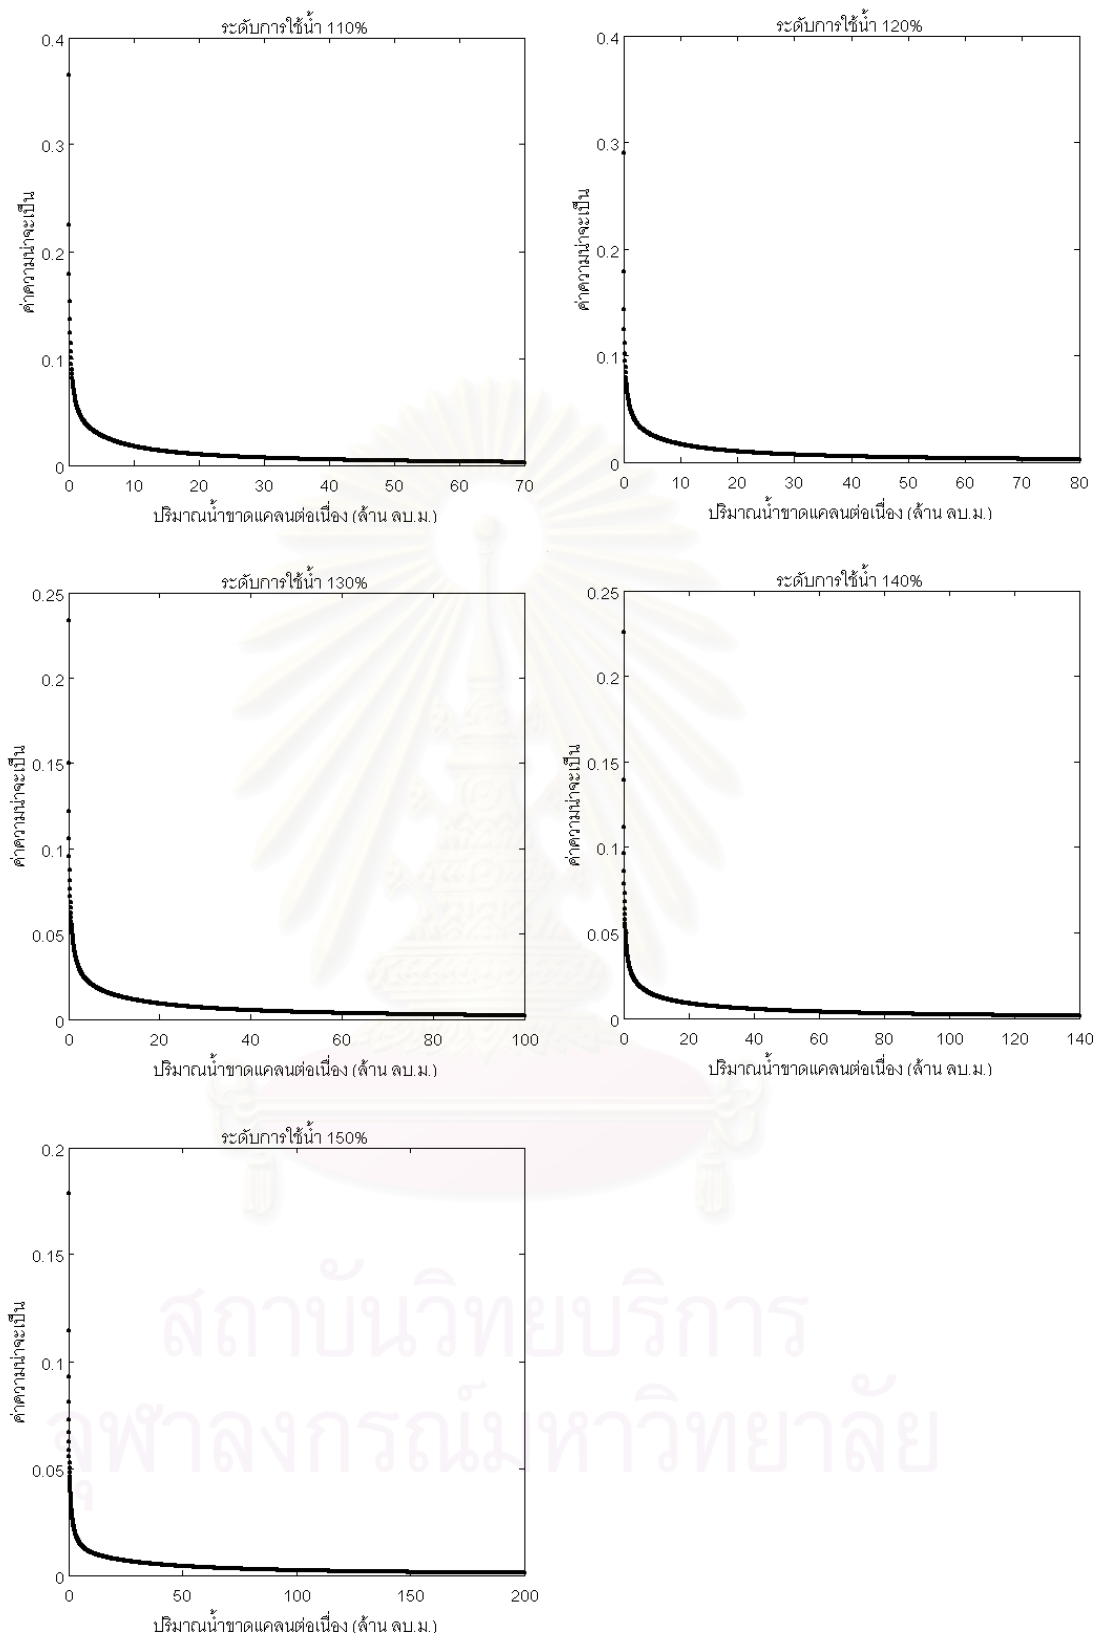 ระดับการใช้น้ำ 110%
0.4
0.3
0.2
0.1
0
ค่าความน่าจะเป็น
0 10 20 30 40 50 60 70
ปริมาณน้ำขาดแคลนต่อเนื่อง (ล้าน ลบ.ม.)
ระดับการใช้น้ำ 120%
0.4
0.3
0.2
0.1
0
ค่าความน่าจะเป็น
0 10 20 30 40 50 60 70 80
ปริมาณน้ำขาดแคลนต่อเนื่อง (ล้าน ลบ.ม.)
ระดับการใช้น้ำ 130%
0.25
0.2
0.15
0.1
0.05
0
ค่าความน่าจะเป็น
0 20 40 60 80 100
ปริมาณน้ำขาดแคลนต่อเนื่อง (ล้าน ลบ.ม.)
ระดับการใช้น้ำ 140%
0.25
0.2
0.15
0.1
0.05
0
ค่าความน่าจะเป็น
0 20 40 60 80 100 120 140
ปริมาณน้ำขาดแคลนต่อเนื่อง (ล้าน ลบ.ม.)
ระดับการใช้น้ำ 150%
0.2
0.15
0.1
0.05
0
ค่าความน่าจะเป็น
0 50 100 150 200
ปริมาณน้ำขาดแคลนต่อเนื่อง (ล้าน ลบ.ม.)
สถาบันวิทยบริการ
จุฬาลงกรณ์มหาวิทยาลัย